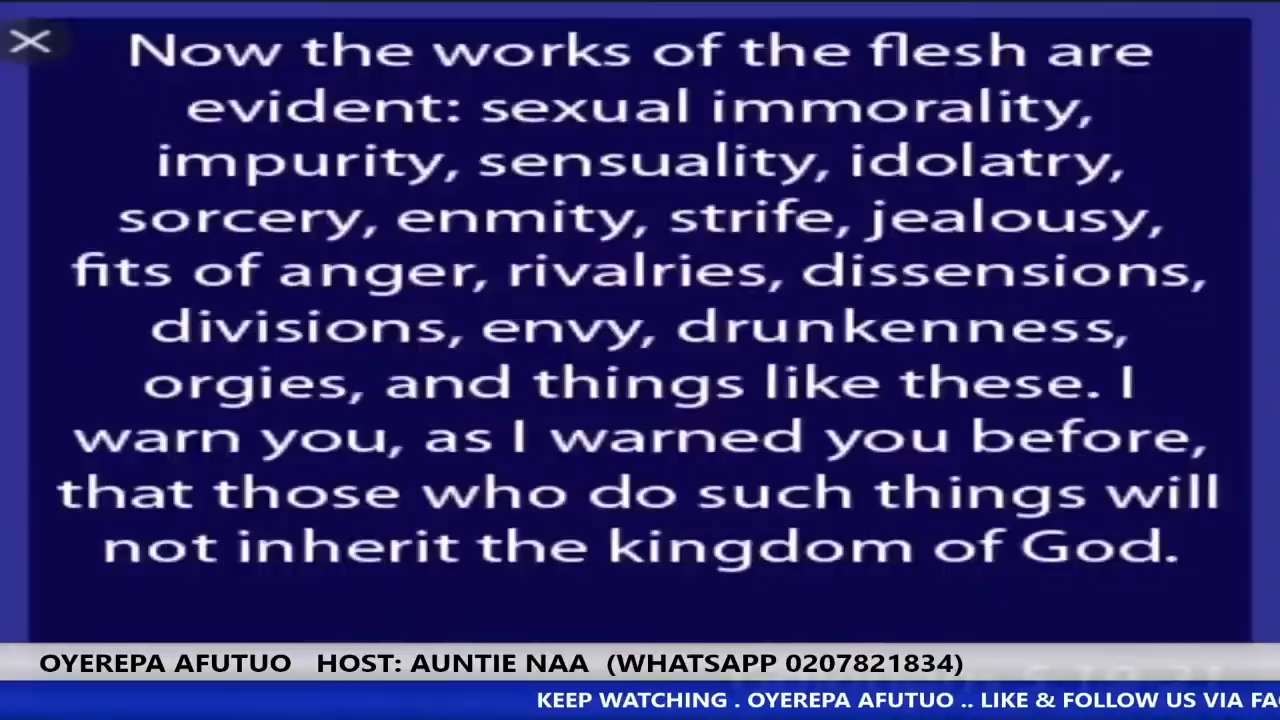 Now the works of the flesh are
evident: sexual immorality,
impurity, sensuality, idolatry,
sorcery, enmity, strife, jealousy,
fits of anger, rivalries, dissensions,
divisions, envy, drunkenness,
orgies, and things like these. I
warn you, as I warned you before,
that those who do such things will
not inherit the kingdom of God.
OYEREPA AFUTUO HOST: AUNTIE NAA (WHATSAPP 0207821834)
KEEP WATCHING . OYEREPA AFUTUO .. LIKE & FOLLOW US VIA FA